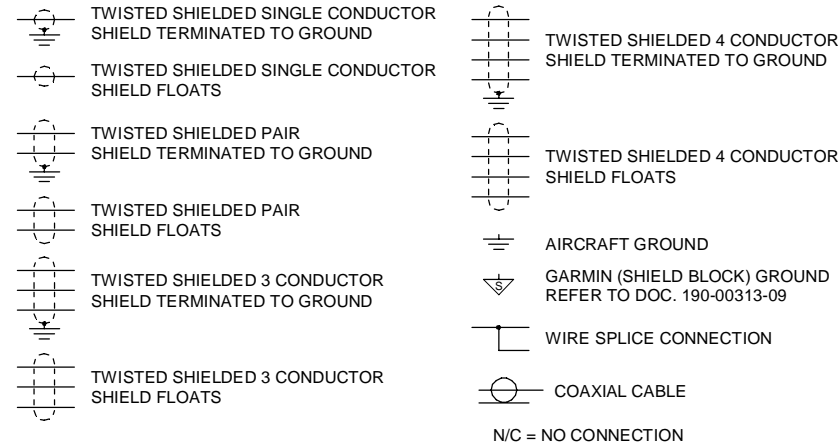 TWISTED SHIELDED SINGLE CONDUCTOR
SHIELD TERMINATED TO GROUND
TWISTED SHIELDED SINGLE CONDUCTOR
SHIELD FLOATS
TWISTED SHIELDED PAIR
SHIELD TERMINATED TO GROUND
TWISTED SHIELDED PAIR
SHIELD FLOATS
TWISTED SHIELDED 3 CONDUCTOR
SHIELD TERMINATED TO GROUND
TWISTED SHIELDED 3 CONDUCTOR
SHIELD FLOATS
TWISTED SHIELDED 4 CONDUCTOR
SHIELD TERMINATED TO GROUND
TWISTED SHIELDED 4 CONDUCTOR
SHIELD FLOATS
AIRCRAFT GROUND
S
GARMIN (SHIELD BLOCK) GROUND
REFER TO DOC. 190-00313-09
WIRE SPLICE CONNECTION
COAXIAL CABLE
N/C = NO CONNECTION